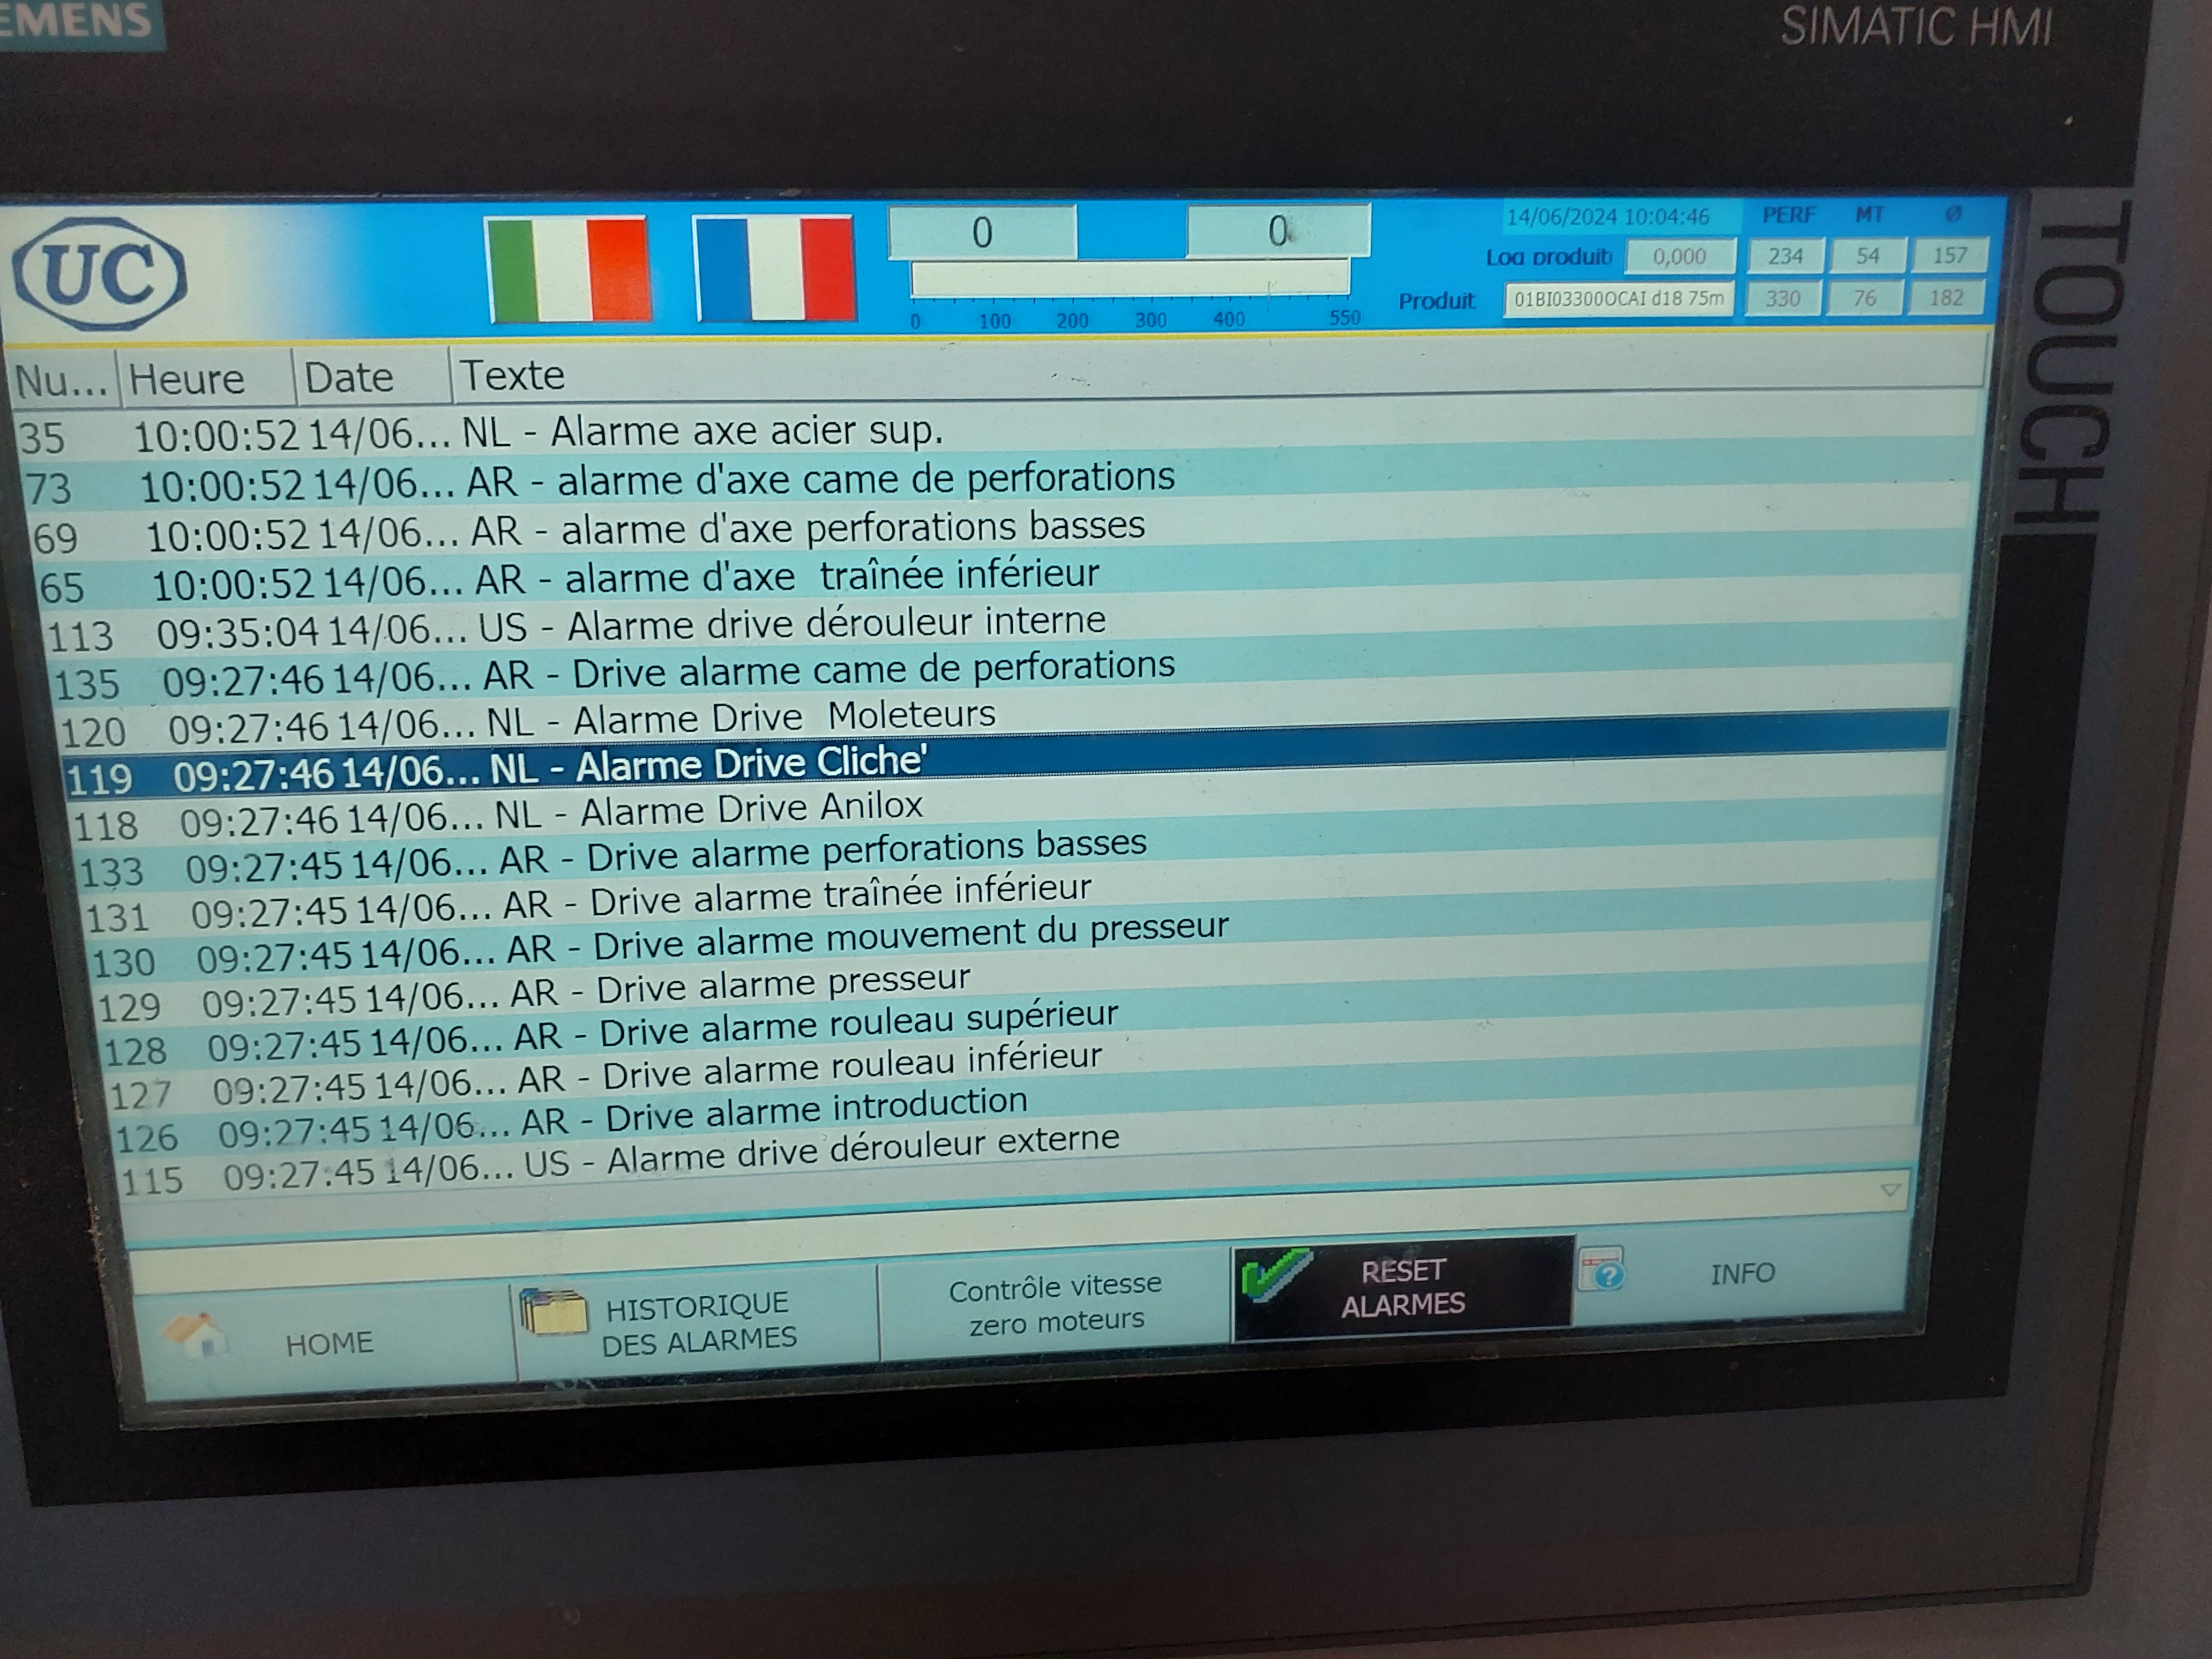 EMENS
SIMATIC HMI
TOUCH
UC
0 0
0 100 200 300 400 550
14/06/2024 10:04:46 PERF MT Ø
Log produit 0,000 234 54 157
Produit 01BI03300OCAI d18 75m 330 76 182
Nu... Heure Date Texte
35 10:00:52 14/06... NL - Alarme axe acier sup.
73 10:00:52 14/06... AR - alarme d'axe came de perforations
69 10:00:52 14/06... AR - alarme d'axe perforations basses
65 10:00:52 14/06... AR - alarme d'axe traînée inférieur
113 09:35:04 14/06... US - Alarme drive dérouleur interne
135 09:27:46 14/06... AR - Drive alarme came de perforations
120 09:27:46 14/06... NL - Alarme Drive Moleteurs
119 09:27:46 14/06... NL - Alarme Drive Cliche'
118 09:27:46 14/06... NL - Alarme Drive Anilox
133 09:27:45 14/06... AR - Drive alarme perforations basses
131 09:27:45 14/06... AR - Drive alarme traînée inférieur
130 09:27:45 14/06... AR - Drive alarme mouvement du presseur
129 09:27:45 14/06... AR - Drive alarme presseur
128 09:27:45 14/06... AR - Drive alarme rouleau supérieur
127 09:27:45 14/06... AR - Drive alarme rouleau inférieur
126 09:27:45 14/06... AR - Drive alarme introduction
115 09:27:45 14/06... US - Alarme drive dérouleur externe
HOME
HISTORIQUE
DES ALARMES
Contrôle vitesse
zero moteurs
RESET
ALARMES
INFO